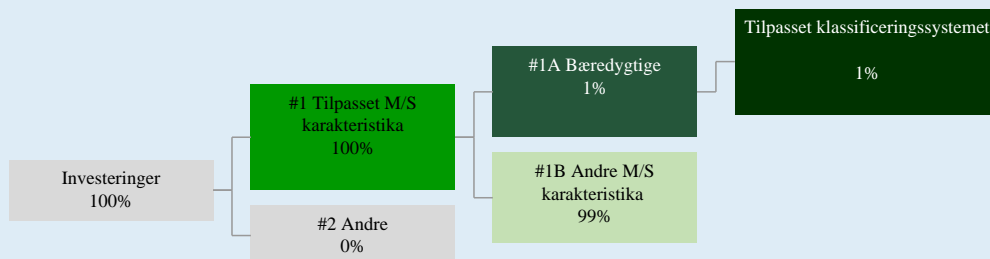 Investeringer
100%
#1 Tilpasset M/S
karakteristika
100%
#2 Andre
0%
#1A Bæredygtige
1%
#1B Andre M/S
karakteristika
99%
Tilpasset klassificeringssystemet
1%